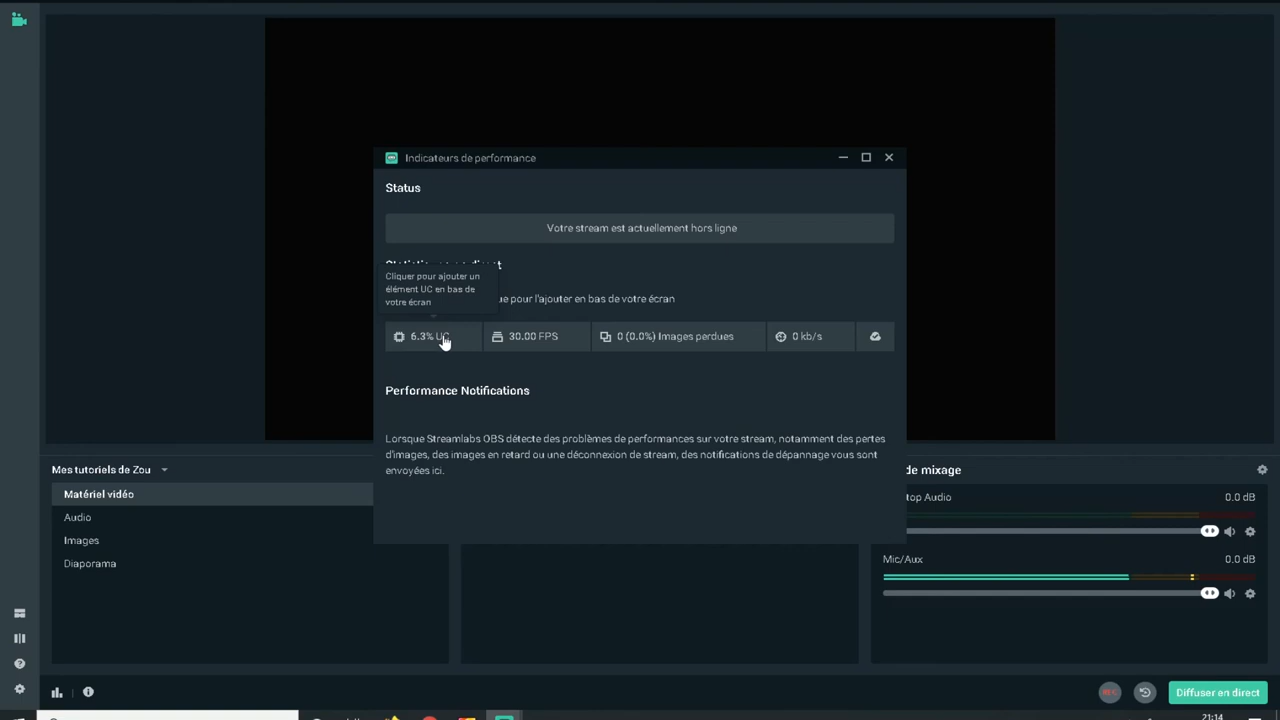 Indicateurs de performance
Status
Votre stream est actuellement hors ligne
Cliquer pour ajouter un
élément UC en bas de
votre écran
que pour l'ajouter en bas de votre écran
6.3% UC
30.00 FPS
0 (0.0%) Images perdues
0 kb/s
Performance Notifications
Lorsque Streamlabs OBS détecte des problèmes de performances sur votre stream, notamment des pertes
d'images, des images en retard ou une déconnexion de stream, des notifications de dépannage vous sont
envoyées ici.
Mes tutoriels de Zou
Matériel vidéo
Audio
Images
Diaporama
de mixage
top Audio
0.0 dB
Mic/Aux
0.0 dB
REC
Diffuser en direct
21:14